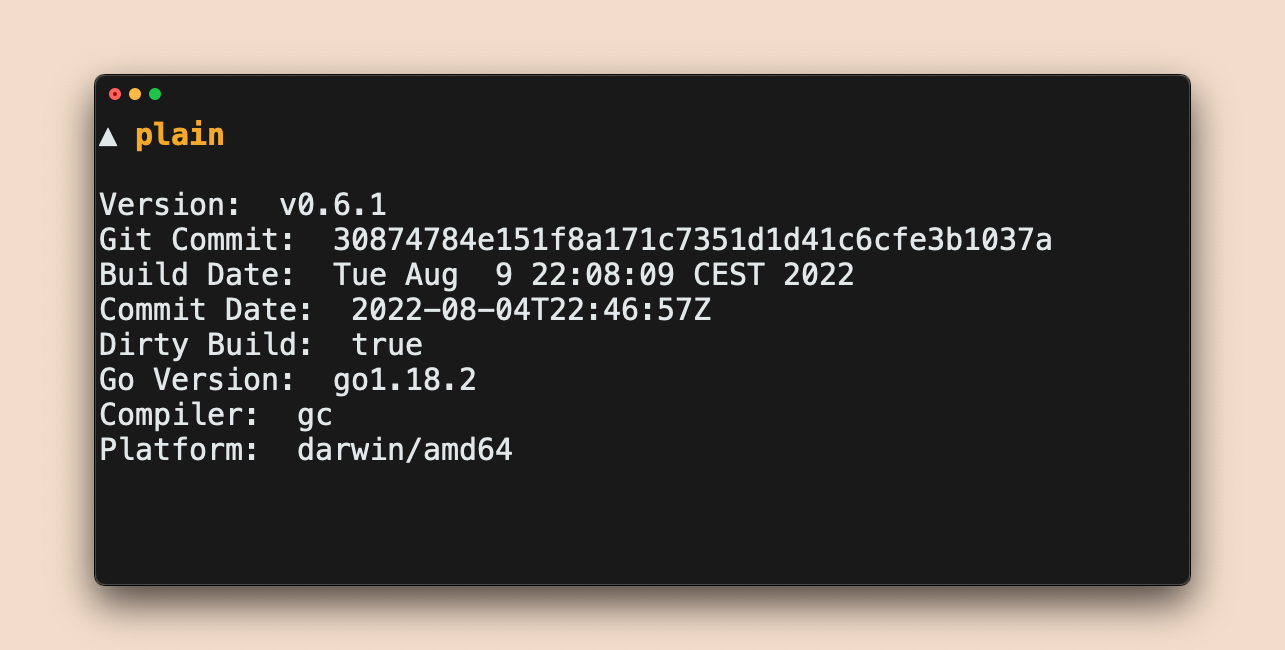 ▲ plain
Version:  v0.6.1
Git Commit:  30874784e151f8a171c7351d1d41c6cfe3b1037a
Build Date:  Tue Aug  9 22:08:09 CEST 2022
Commit Date:  2022-08-04T22:46:57Z
Dirty Build:  true
Go Version:  go1.18.2
Compiler:  gc
Platform:  darwin/amd64